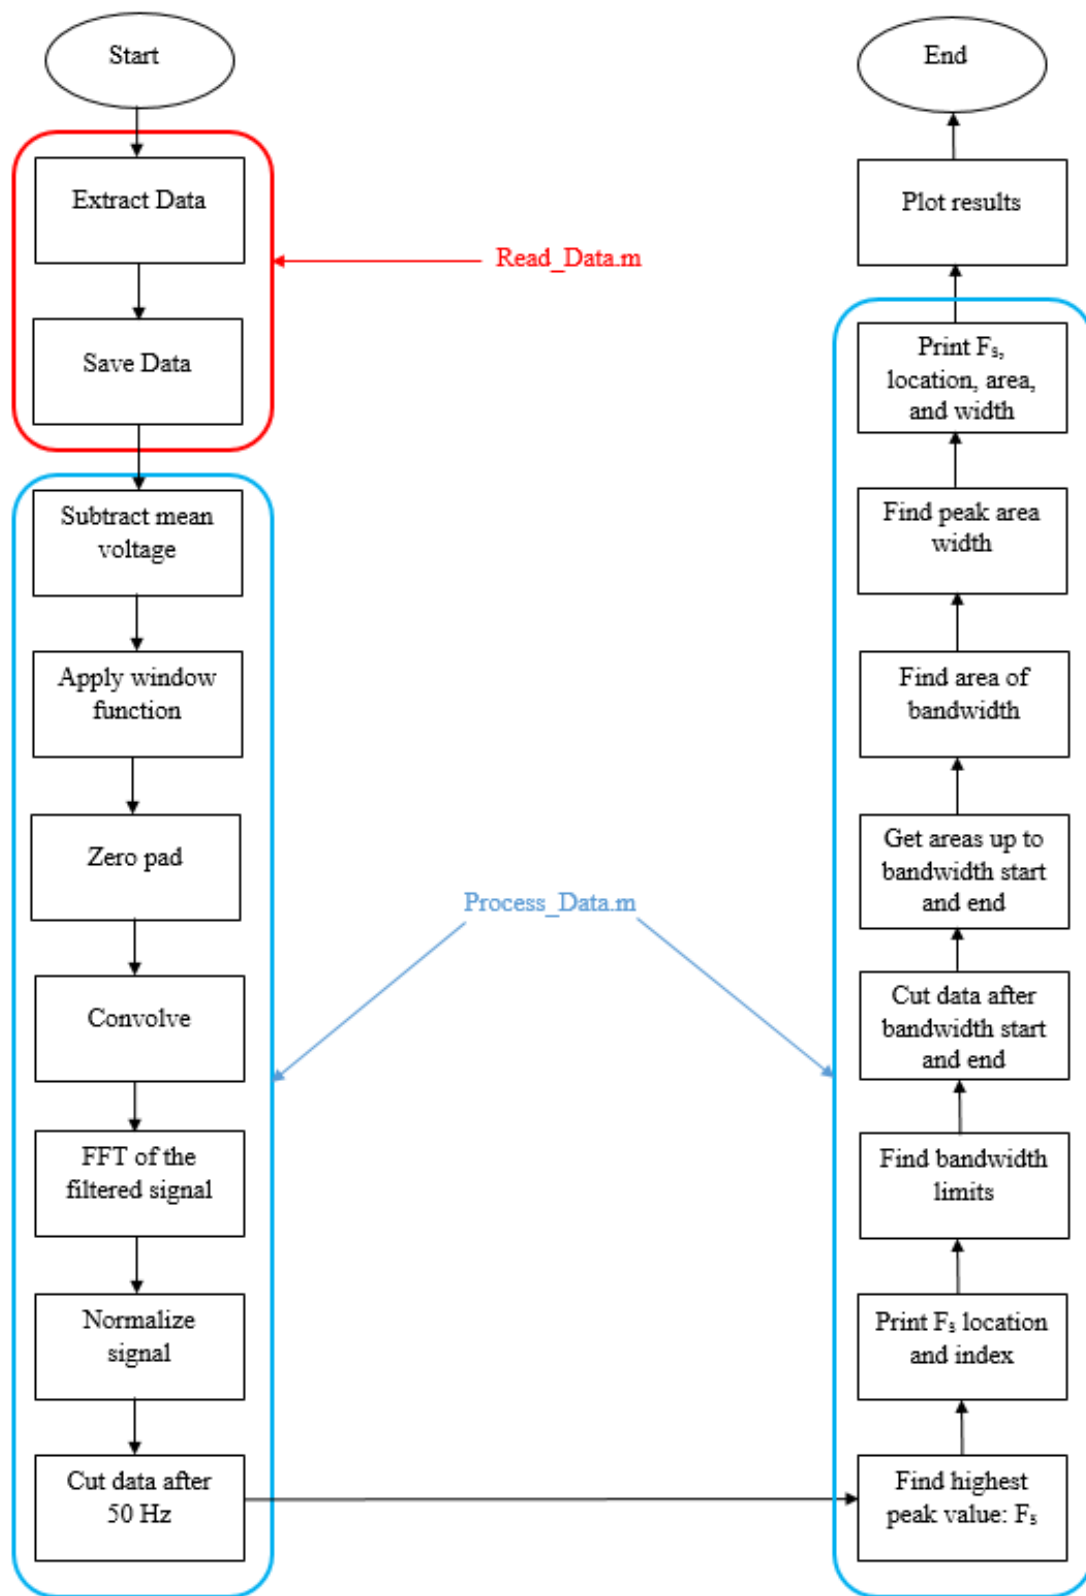 Start
Extract Data
Save Data
Read_Data.m
Subtract mean
voltage
Apply window
function
Zero pad
Convolve
FFT of the
filtered signal
Normalize
signal
Cut data after
50 Hz
Process_Data.m
Find highest
peak value: Fₛ
Print Fₛ location
and index
Find bandwidth
limits
Cut data after
bandwidth start
and end
Get areas up to
bandwidth start
and end
Find area of
bandwidth
Find peak area
width
Print Fₛ,
location, area,
and width
Plot results
End